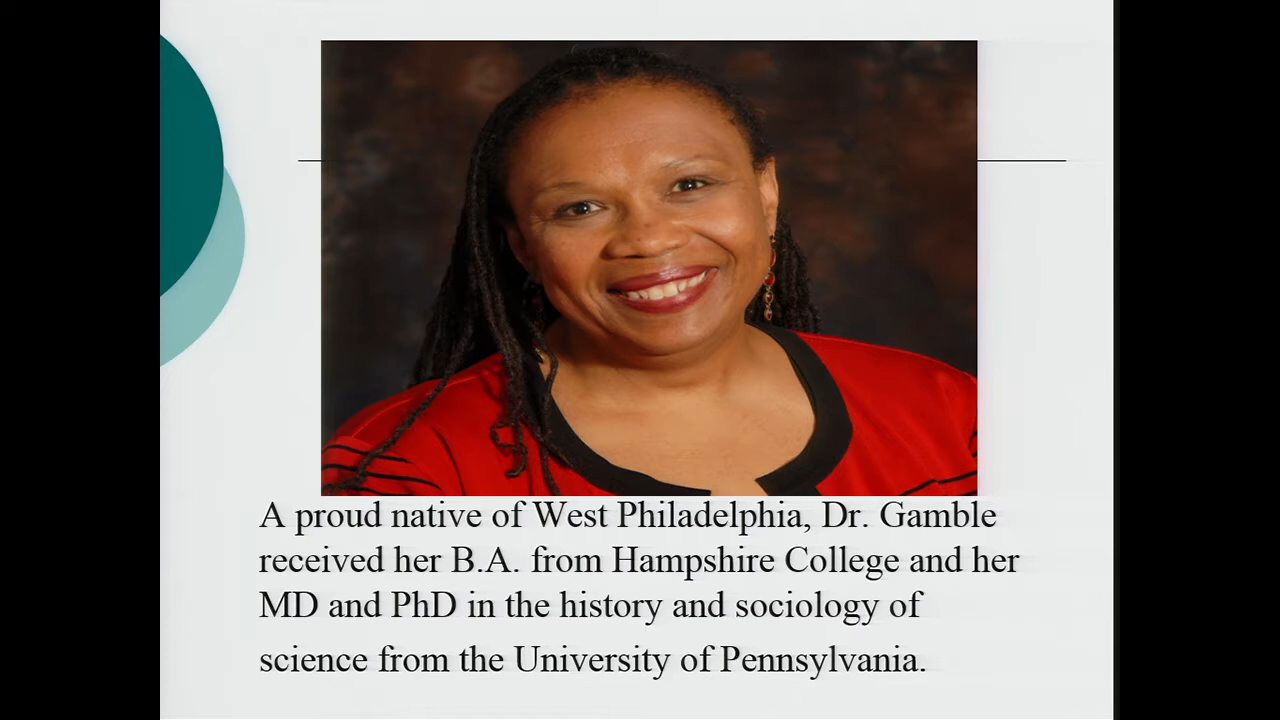 A proud native of West Philadelphia, Dr. Gamble
received her B.A. from Hampshire College and her
MD and PhD in the history and sociology of
science from the University of Pennsylvania.